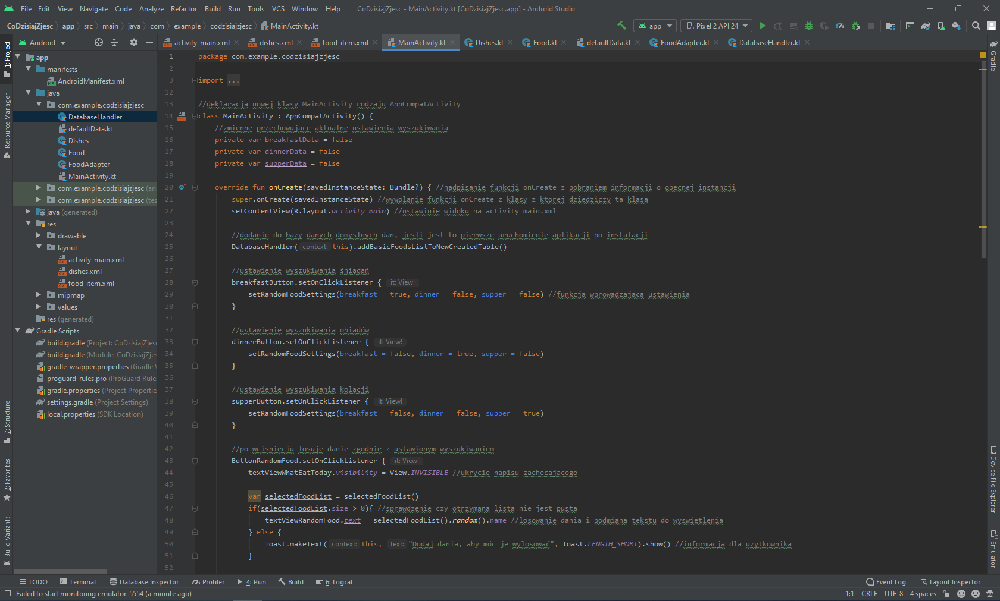 File Edit View Navigate Code Analyze Refactor Build Run Tools VCS Window Help CoDzisiajZjesc - MainActivity.kt [CoDzisiajZjesc.app] - Android Studio
CoDzisiajZjesc app src main java com example codzisiajzjesc MainActivity.kt app Pixel 2 API 24
Android activity_main.xml dishes.xml food_item.xml MainActivity.kt Dishes.kt Food.kt defaultData.kt FoodAdapter.kt DatabaseHandler.kt
1: Project
Resource Manager
7: Structure
2: Favorites
Build Variants
app
manifests
AndroidManifest.xml
java
com.example.codzisiajzjesc
DatabaseHandler
defaultData.kt
Dishes
Food
FoodAdapter
MainActivity.kt
com.example.codzisiajzjesc (an
com.example.codzisiajzjesc (tes
java (generated)
res
drawable
layout
activity_main.xml
dishes.xml
food_item.xml
mipmap
values
res (generated)
Gradle Scripts
build.gradle (Project: CoDzisiajZjesc
build.gradle (Module: CoDzisiajZjes
gradle-wrapper.properties (Gradle V
proguard-rules.pro (ProGuard Rules
gradle.properties (Project Propertie
settings.gradle (Project Settings)
local.properties (SDK Location)
1 package com.example.codzisiajzjesc
2
3 import ...
12
13 //deklaracja nowej klasy MainActivity rodzaju AppCompatActivity
14 class MainActivity : AppCompatActivity() {
15 //zmienne przechowujace aktualne ustawienia wyszukiwania
16 private var breakfastData = false
17 private var dinnerData = false
18 private var supperData = false
19
20 override fun onCreate(savedInstanceState: Bundle?) { //nadpisanie funkcji onCreate z pobraniem informacji o obecnej instancji
21 super.onCreate(savedInstanceState) //wywolanie funkcji onCreate z klasy z ktorej dziedziczy ta klasa
22 setContentView(R.layout.activity_main) //ustawinie widoku na activity_main.xml
23
24 //dodanie do bazy danych domyslnych dan, jesli jest to pierwsze uruchomienie aplikacji po instalacji
25 DatabaseHandler( context: this).addBasicFoodsListToNewCreatedTable()
26
27 //ustawienie wyszukiwania śniadań
28 breakfastButton.setOnClickListener { it: View!
29 setRandomFoodSettings(breakfast = true, dinner = false, supper = false) //funkcja wprowadzajaca ustawienia
30 }
31
32 //ustawienie wyszukiwania obiadów
33 dinnerButton.setOnClickListener { it: View!
34 setRandomFoodSettings(breakfast = false, dinner = true, supper = false)
35 }
36
37 //ustawienie wyszukiwania kolacji
38 supperButton.setOnClickListener { it: View!
39 setRandomFoodSettings(breakfast = false, dinner = false, supper = true)
40 }
41
42 //po wcisnieciu losuje danie zgodnie z ustawionym wyszukiwaniem
43 ButtonRandomFood.setOnClickListener { it: View!
44 textViewWhatEatToday.visibility = View.INVISIBLE //ukrycie napisu zachecajacego
45
46 var selectedFoodList = selectedFoodList()
47 if(selectedFoodList.size > 0){ //sprawdzenie czy otrzymana lista nie jest pusta
48 textViewRandomFood.text = selectedFoodList().random().name //losowanie dania i podmiana tekstu do wyswietlenia
49 } else {
50 Toast.makeText( context: this, text: "Dodaj dania, aby móc je wylosować", Toast.LENGTH_SHORT).show() //informacja dla uzytkownika
51 }
52
Gradle
Device File Explorer
Emulator
TODO Terminal Database Inspector Profiler 4: Run Build 6: Logcat Event Log Layout Inspector
Failed to start monitoring emulator-5554 (a minute ago) 1:1 CRLF UTF-8 4 spaces